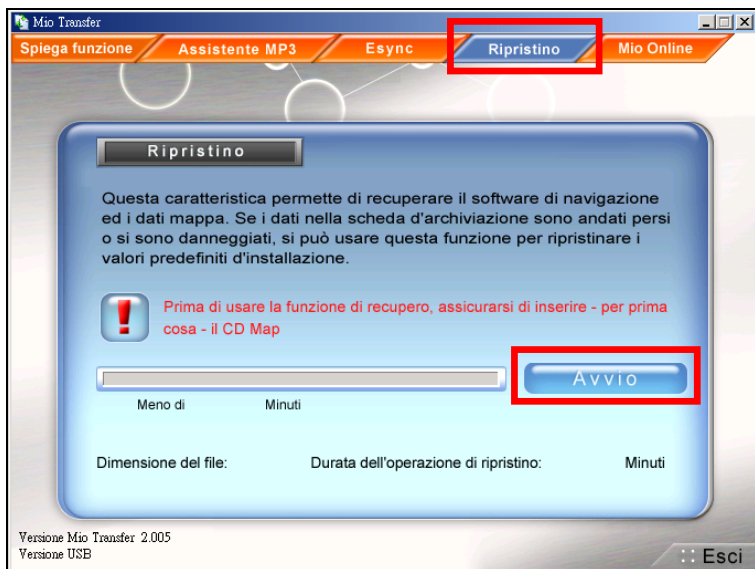 Mio Transfer
Spiega funzione Assistente MP3 Esync Ripristino Mio Online
Ripristino
Questa caratteristica permette di recuperare il software di navigazione
ed i dati mappa. Se i dati nella scheda d'archiviazione sono andati persi
o si sono danneggiati, si può usare questa funzione per ripristinare i
valori predefiniti d'installazione.
Prima di usare la funzione di recupero, assicurarsi di inserire - per prima
cosa - il CD Map
Avvio
Meno di Minuti
Dimensione del file: Durata dell'operazione di ripristino: Minuti
Versione Mio Transfer 2.005
Versione USB
Esci